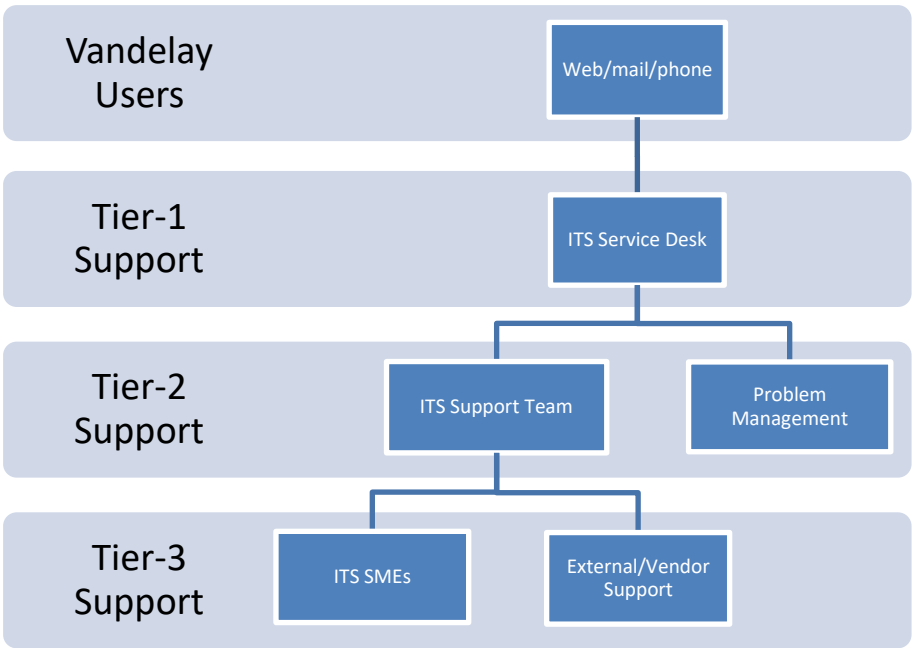 Vandelay
Users
Web/mail/phone
Tier-1
Support
ITS Service Desk
Tier-2
Support
ITS Support Team
Problem
Management
Tier-3
Support
ITS SMEs
External/Vendor
Support